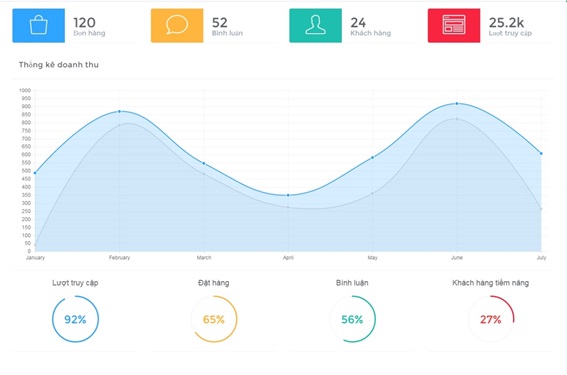 120
Đơn hàng
52
Bình luận
24
Khách hàng
25.2k
Lượt truy cập
Thống kê doanh thu
1000
950
900
850
800
750
700
650
600
550
500
450
400
350
300
250
200
150
100
50
0
January
February
March
April
May
June
July
Lượt truy cập
Đặt hàng
Bình luận
Khách hàng tiềm năng
92%
65%
56%
27%